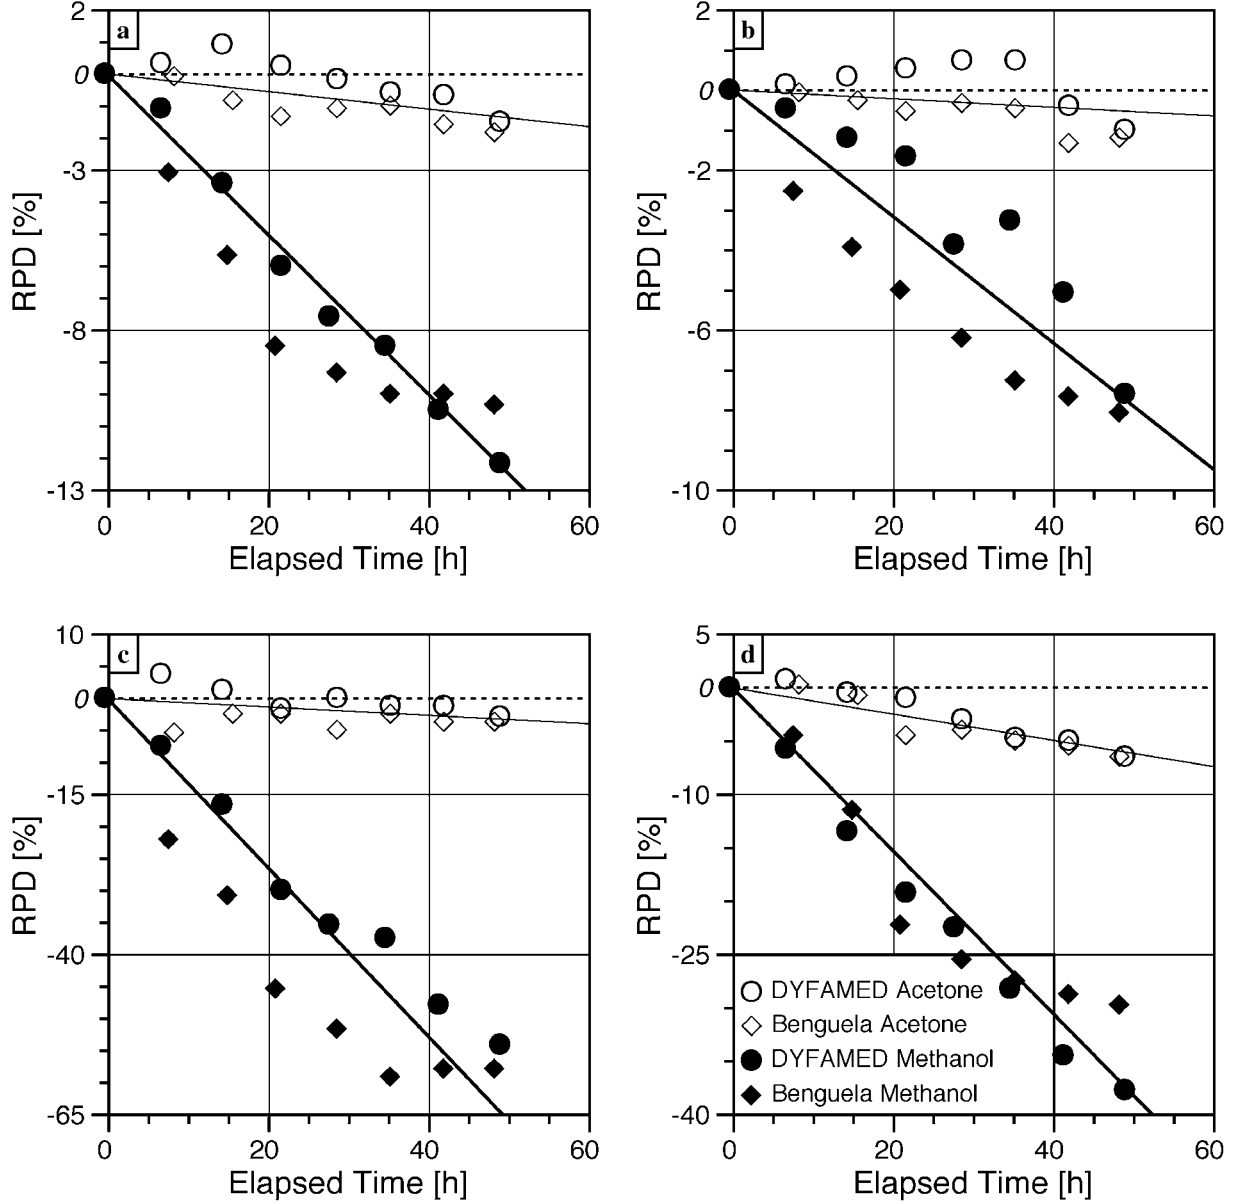 a
2
0
-3
-8
-13
RPD [%]
0 20 40 60
Elapsed Time [h]
b
2
0
-2
-6
-10
RPD [%]
0 20 40 60
Elapsed Time [h]
c
10
0
-15
-40
-65
RPD [%]
0 20 40 60
Elapsed Time [h]
d
5
0
-10
-25
-40
RPD [%]
DYFAMED Acetone
Benguela Acetone
DYFAMED Methanol
Benguela Methanol
0 20 40 60
Elapsed Time [h]